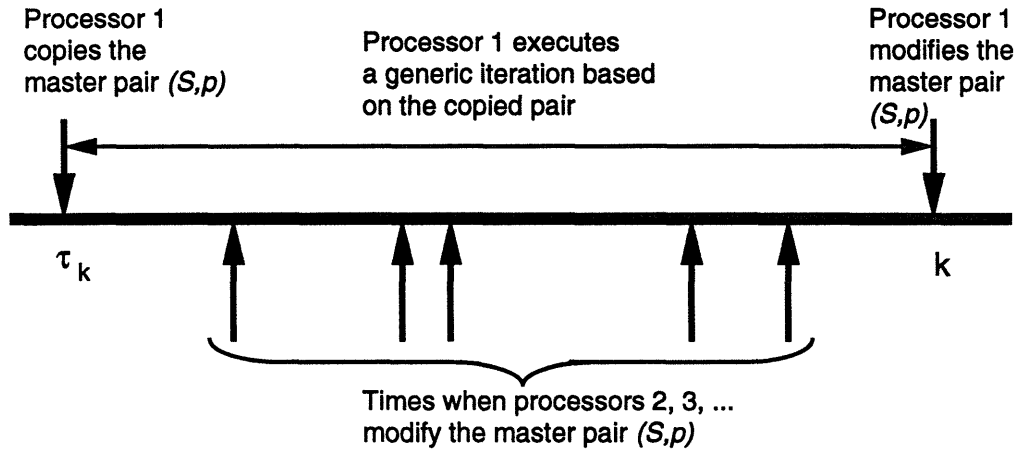 Processor 1
copies the
master pair (S,p)
Processor 1 executes
a generic iteration based
on the copied pair
Processor 1
modifies the
master pair
(S,p)
τ k
k
Times when processors 2, 3, ...
modify the master pair (S,p)